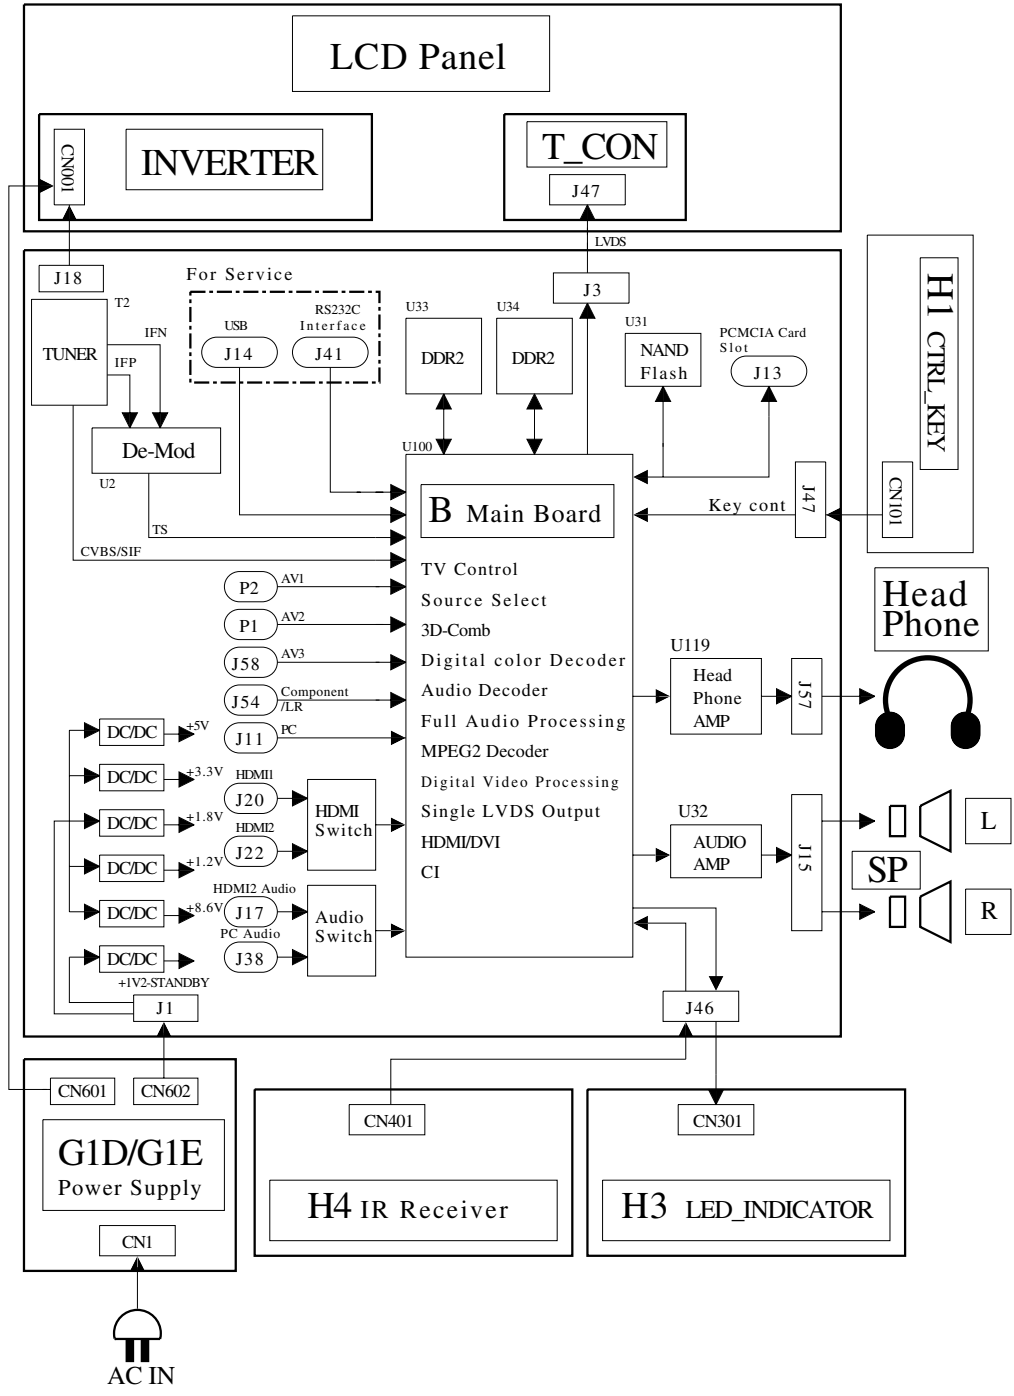 LCD Panel
INVERTER
CN001
T_CON
J47
LVDS
J18
For Service
J3
H1 CTRL_KEY
T2
TUNER
IFN
IFP
USB
RS232C
Interface
J14
J41
U33
DDR2
U34
DDR2
U31
NAND
Flash
PCMCIA Card
Slot
J13
De-Mod
U2
U100
B Main Board
Key cont
J47
CN101
TS
CVBS/SIF
TV Control
Source Select
3D-Comb
Digital color Decoder
Audio Decoder
Full Audio Processing
MPEG2 Decoder
Digital Video Processing
Single LVDS Output
HDMI/DVI
CI
P2
AV1
P1
AV2
J58
AV3
J54
Component
/LR
J11
PC
Head
Phone
U119
Head
Phone
AMP
J57
DC/DC
+5V
DC/DC
+3.3V
DC/DC
+1.8V
DC/DC
+1.2V
DC/DC
+8.6V
DC/DC
+1V2-STANDBY
HDMI1
J20
HDMI2
J22
HDMI
Switch
HDMI2 Audio
J17
PC Audio
J38
Audio
Switch
U32
AUDIO
AMP
J15
L
SP
R
J1
J46
CN601
CN602
G1D/G1E
Power Supply
CN1
CN401
H4 IR Receiver
CN301
H3 LED_INDICATOR
AC IN